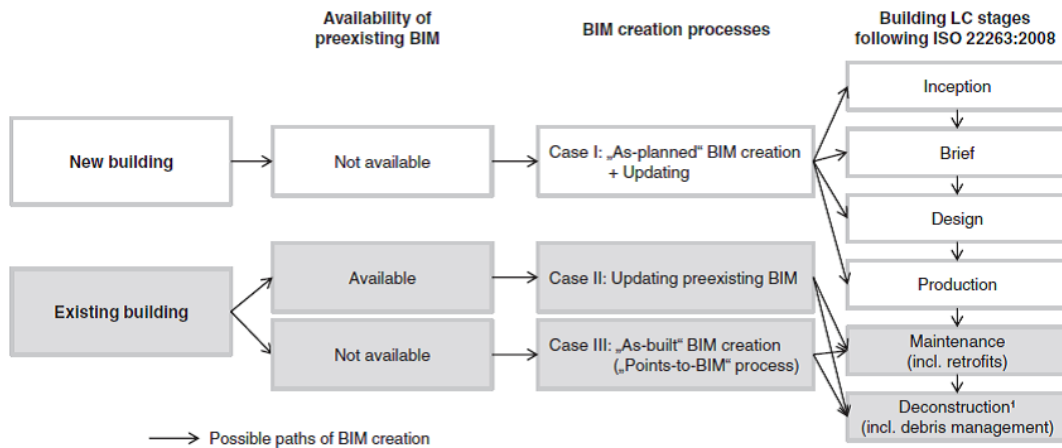 Availability of
preexisting BIM
BIM creation processes
Building LC stages
following ISO 22263:2008
New building
Not available
Case I: „As-planned“ BIM creation
+ Updating
Inception
Brief
Design
Production
Existing building
Available
Case II: Updating preexisting BIM
Not available
Case III: „As-built“ BIM creation
(„Points-to-BIM“ process)
Maintenance
(incl. retrofits)
Deconstruction¹
(incl. debris management)
Possible paths of BIM creation